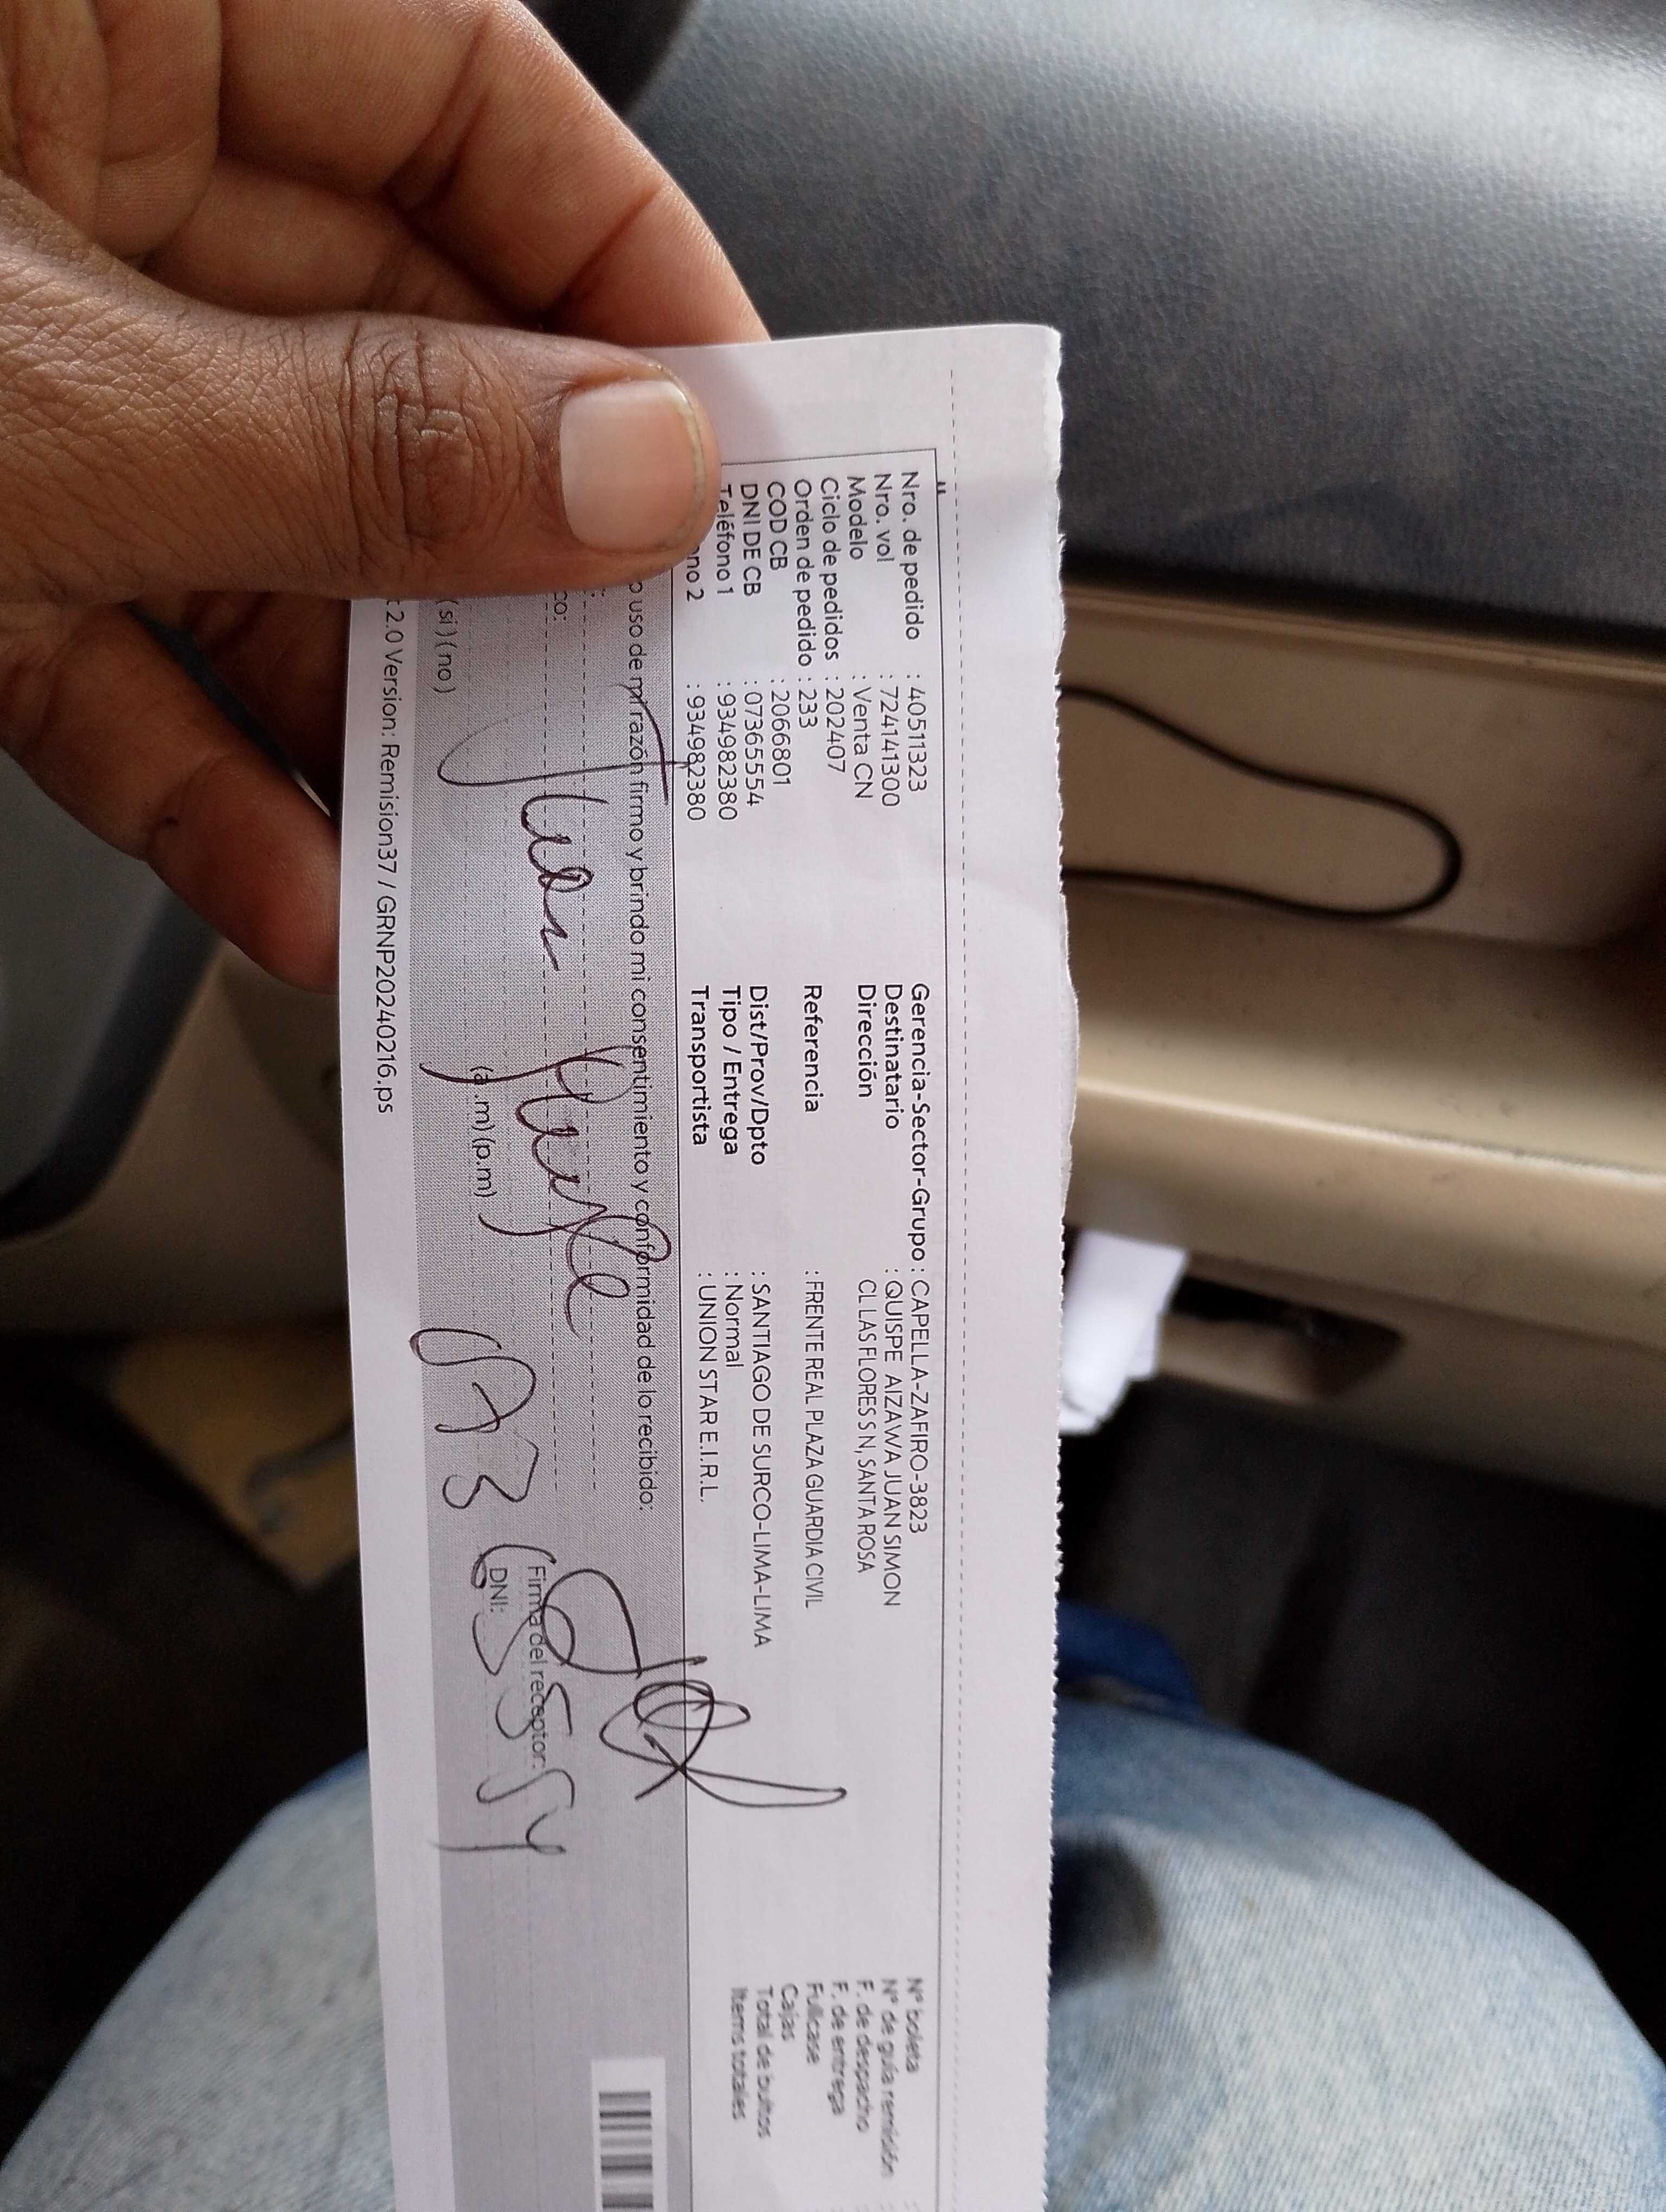 Nro. de pedido : 40511323
Nro. vol : 724141300
Modelo : Venta CN
Ciclo de pedidos : 202407
Orden de pedido : 233
COD CB : 2066801
DNI DE CB : 07365554
Teléfono 1 : 934982380
no 2 : 934982380
Gerencia-Sector-Grupo : CAPELLA-ZAFIRO-3823
Destinatario : QUISPE AIZAWA JUAN SIMON
Dirección CL LAS FLORES S N, SANTA ROSA
Referencia : FRENTE REAL PLAZA GUARDIA CIVIL
Dist/Prov/Dpto : SANTIAGO DE SURCO-LIMA-LIMA
Tipo / Entrega : Normal
Transportista : UNION STAR E.I.R.L.
Nº boleta
Nº de guía remisión :
F. de despacho
F. de entrega :
Fullcase
Cajas
Total de bultos
Items totales
o uso de mi razón firmo y brindo mi consentimiento y conformidad de lo recibido:
co:
Juan Quispe
Firma del receptor:
(a.m) (p.m)
DNI: 07365554
( sí ) ( no )
2.0 Version: Remision37 / GRNP20240216.ps